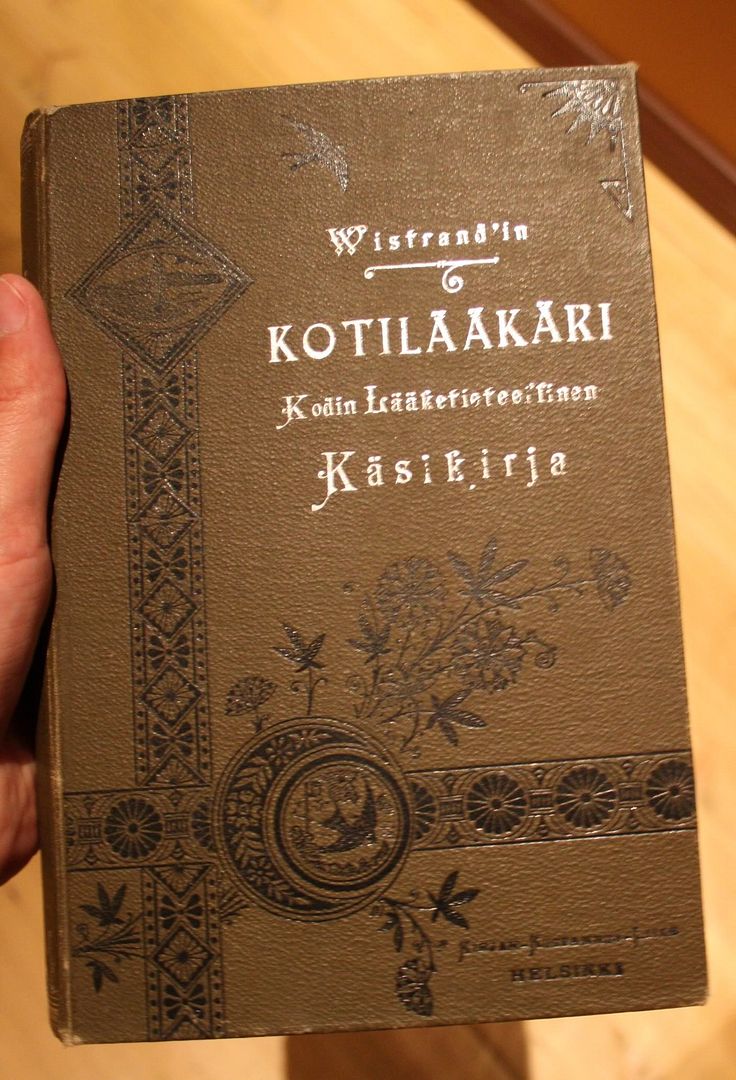 Wistrand'in
KOTILÄÄKÄRI
Kodin Lääketieteellinen
Käsikirja
HELSINKI